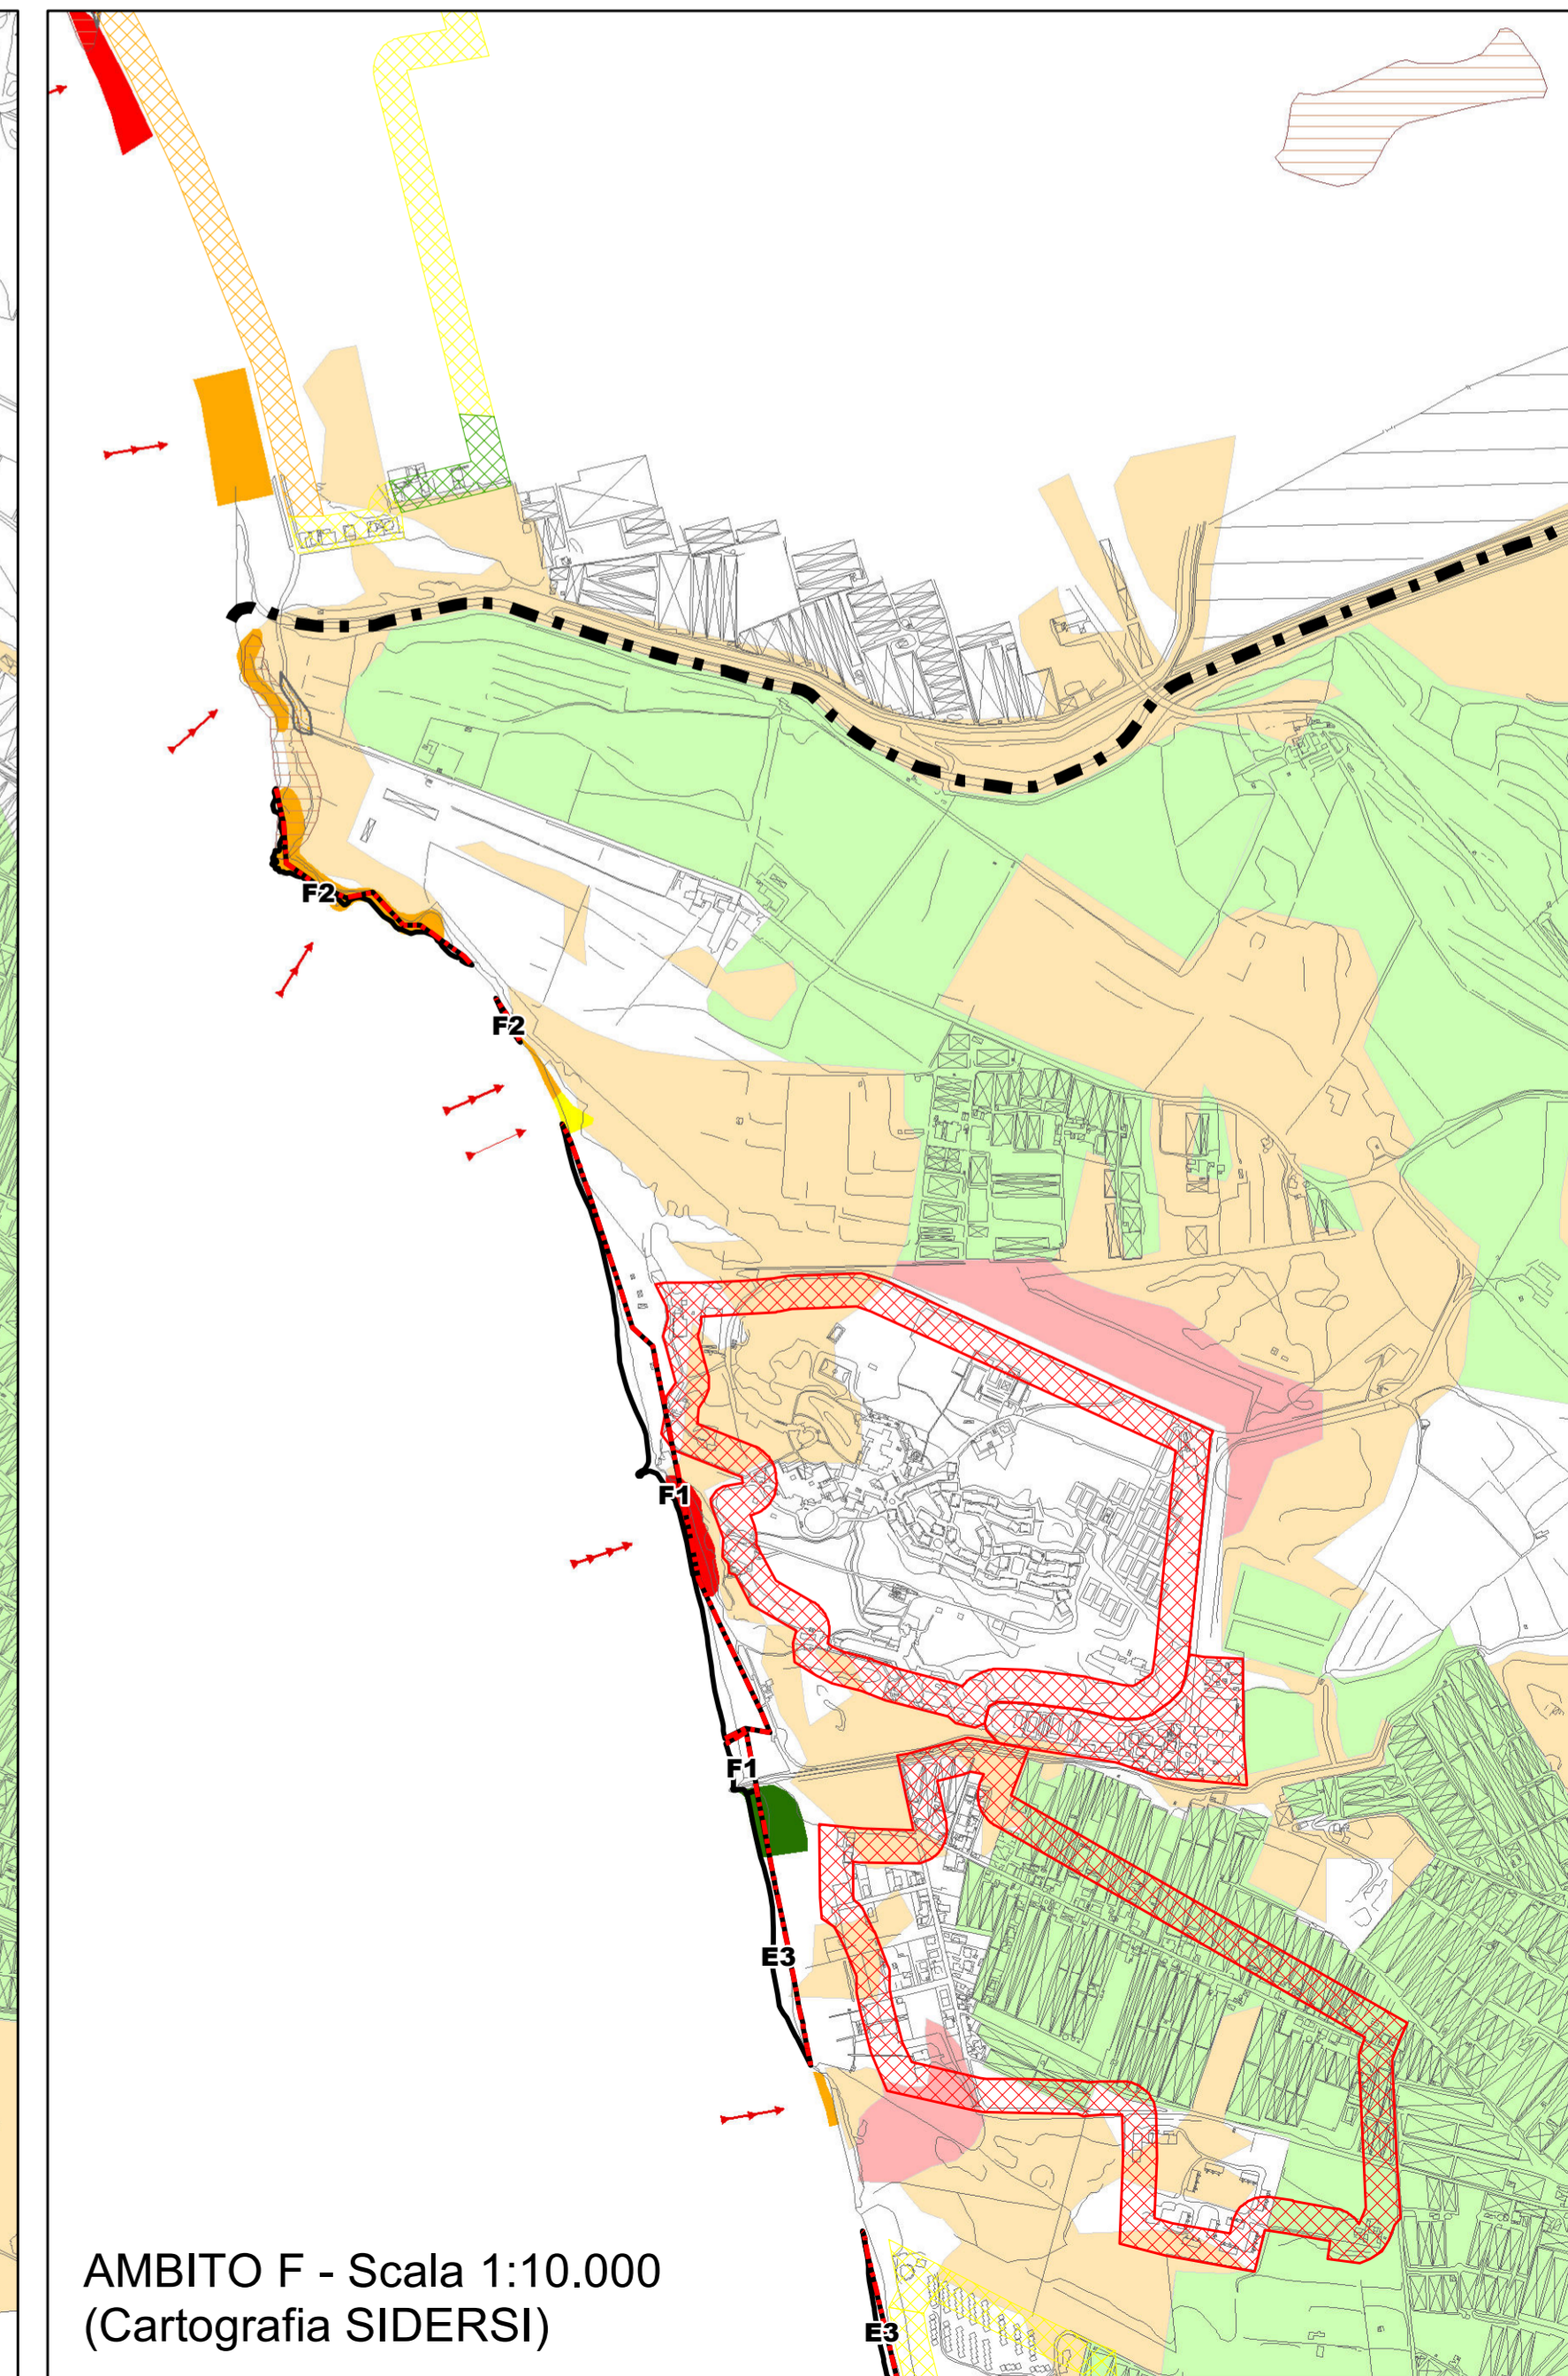 F2
F2
F1
F1
E3
E3
AMBITO F - Scala 1:10.000
(Cartografia SIDERSI)